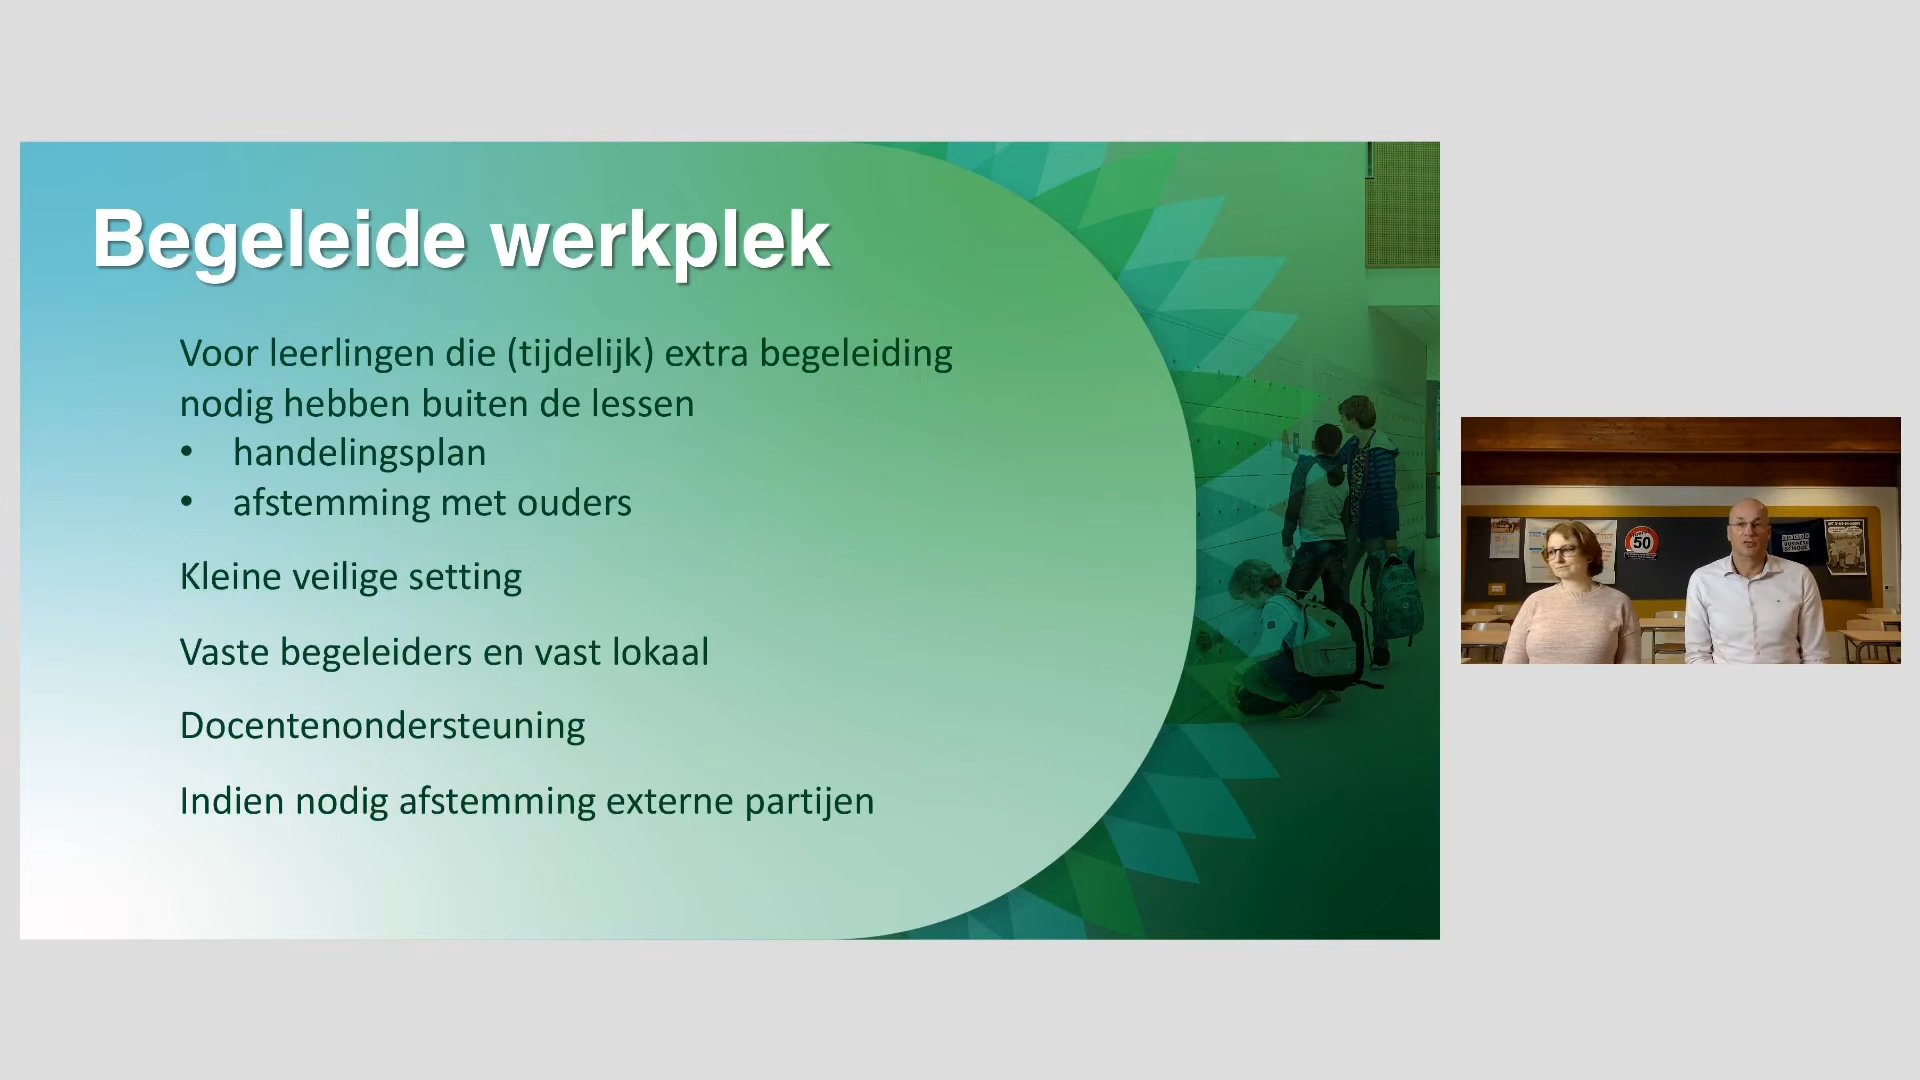 Begeleide werkplek
Voor leerlingen die (tijdelijk) extra begeleiding
nodig hebben buiten de lessen
• handelingsplan
• afstemming met ouders
Kleine veilige setting
Vaste begeleiders en vast lokaal
Docentenondersteuning
Indien nodig afstemming externe partijen
50